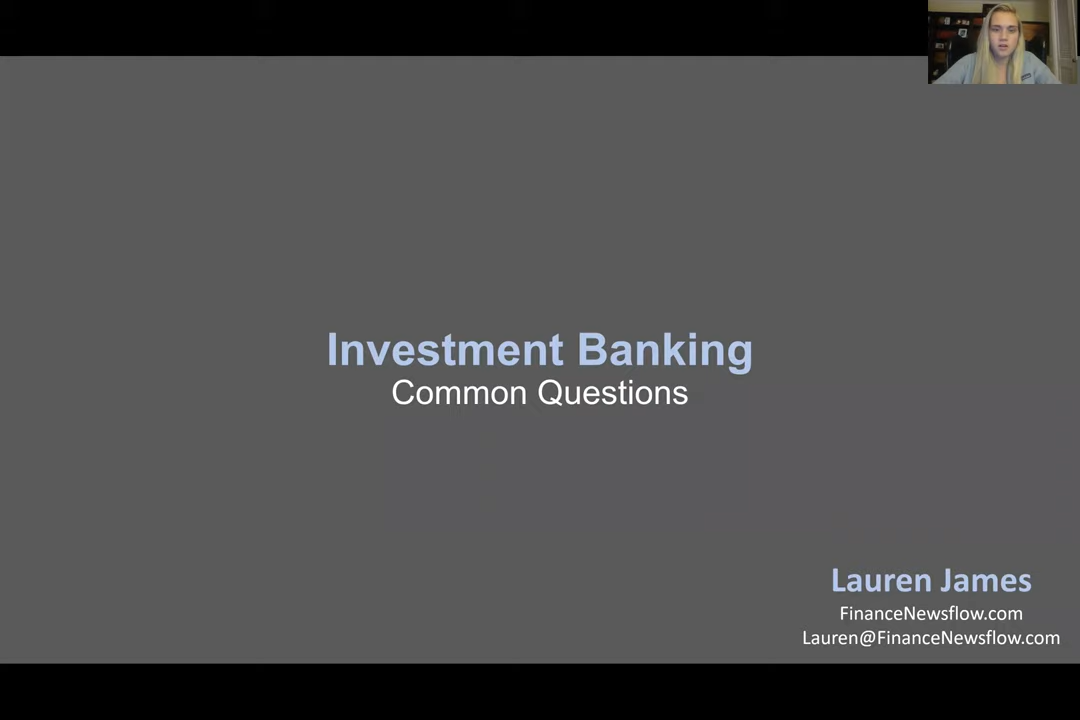 Investment Banking
Common Questions
Lauren James
FinanceNewsflow.com
Lauren@FinanceNewsflow.com